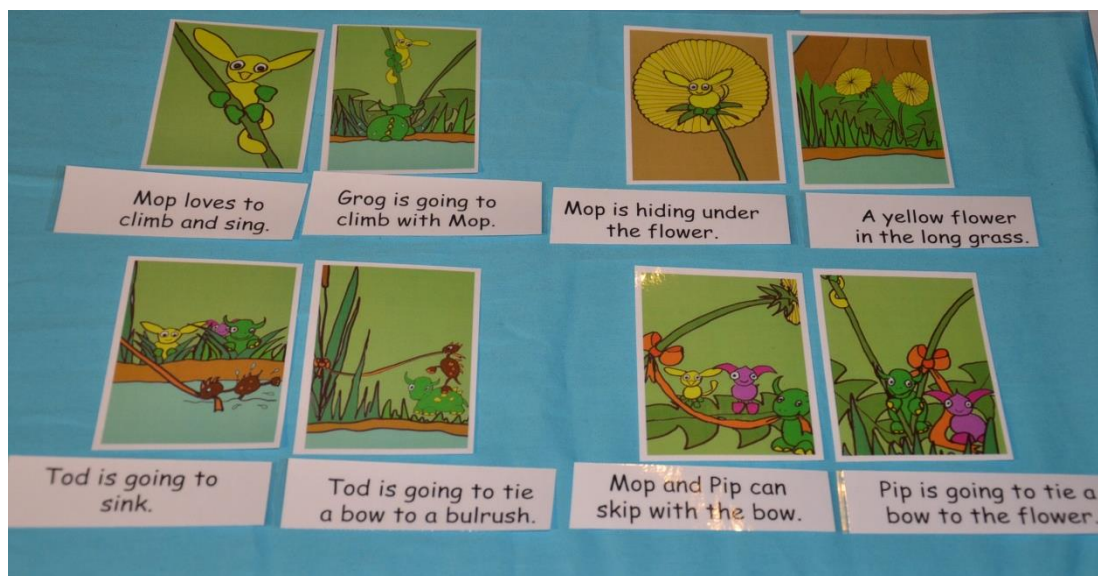 Mop loves to
climb and sing.
Grog is going to
climb with Mop.
Mop is hiding under
the flower.
A yellow flower
in the long grass.
Tod is going to
sink.
Tod is going to tie
a bow to a bulrush.
Mop and Pip can
skip with the bow.
Pip is going to tie a
bow to the flower.